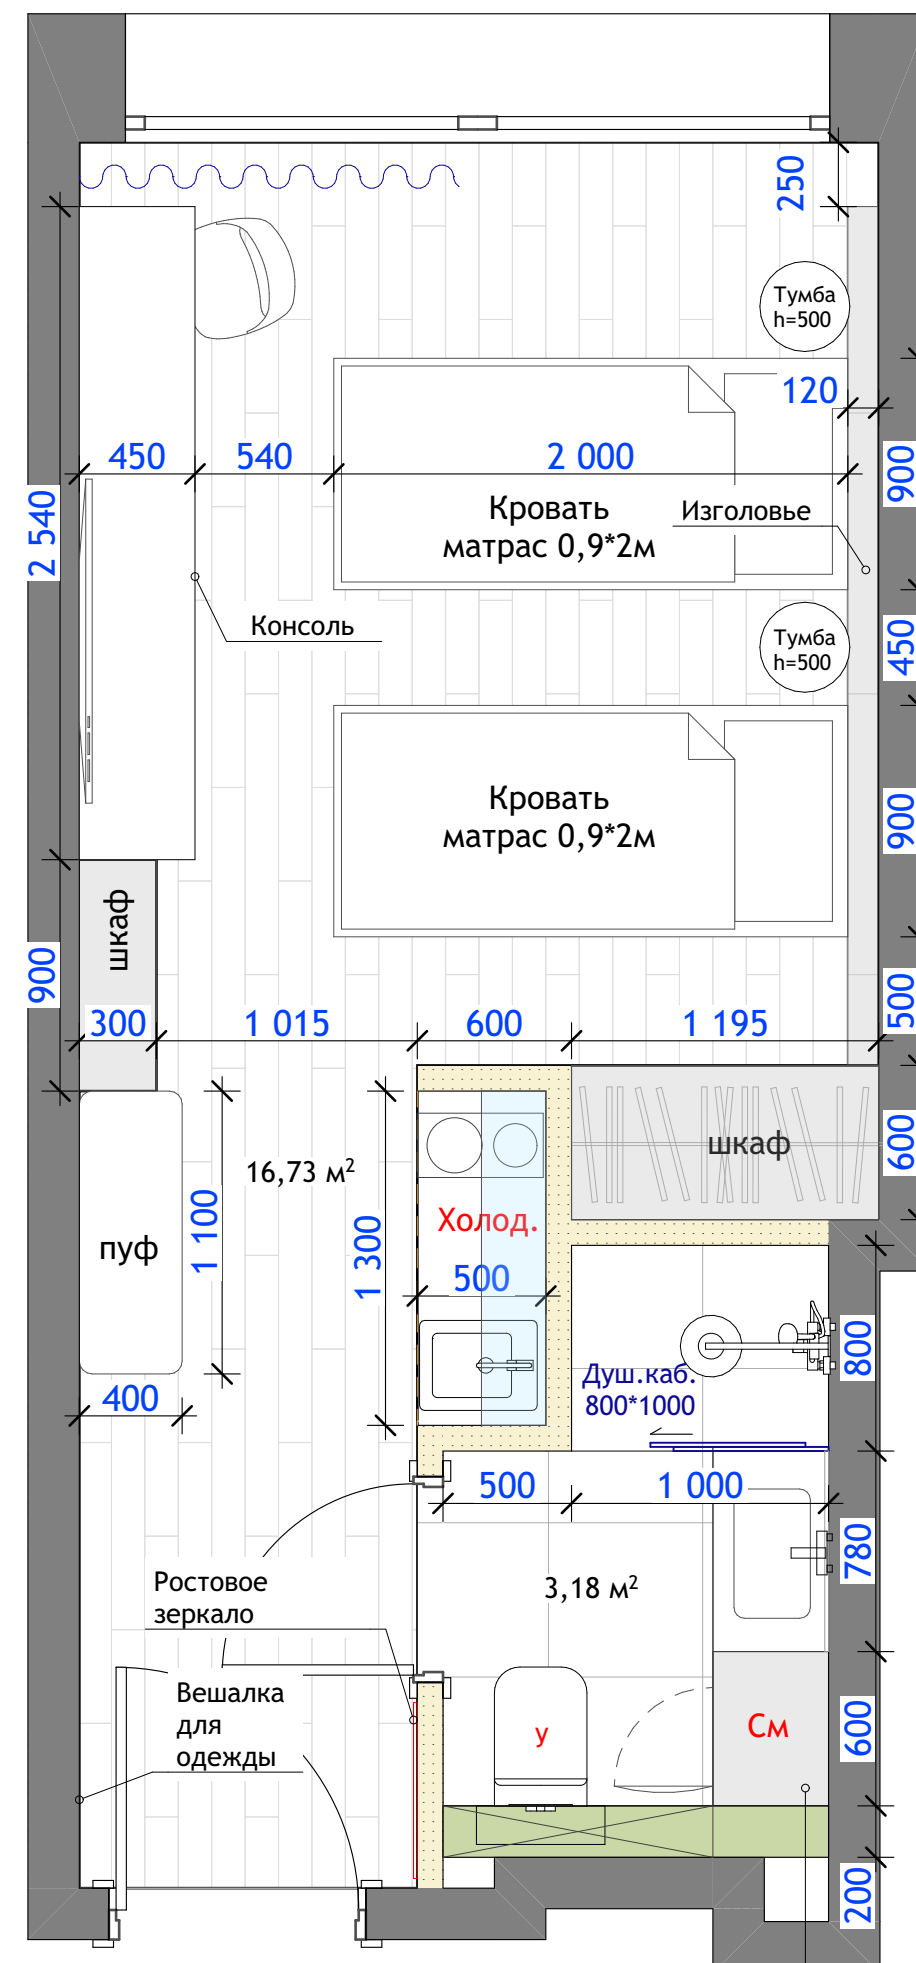 250
Тумба
h=500
120
450
540
2 000
900
2 540
Кровать
матрас 0,9*2м
Изголовье
Консоль
Тумба
h=500
450
Кровать
матрас 0,9*2м
900
шкаф
900
500
300
1 015
600
1 195
шкаф
600
16,73 м²
1 100
1 300
Холод.
пуф
500
800
Душ.каб.
800*1000
400
500
1 000
780
Ростовое
зеркало
3,18 м²
Вешалка
для
одежды
у
См
600
200